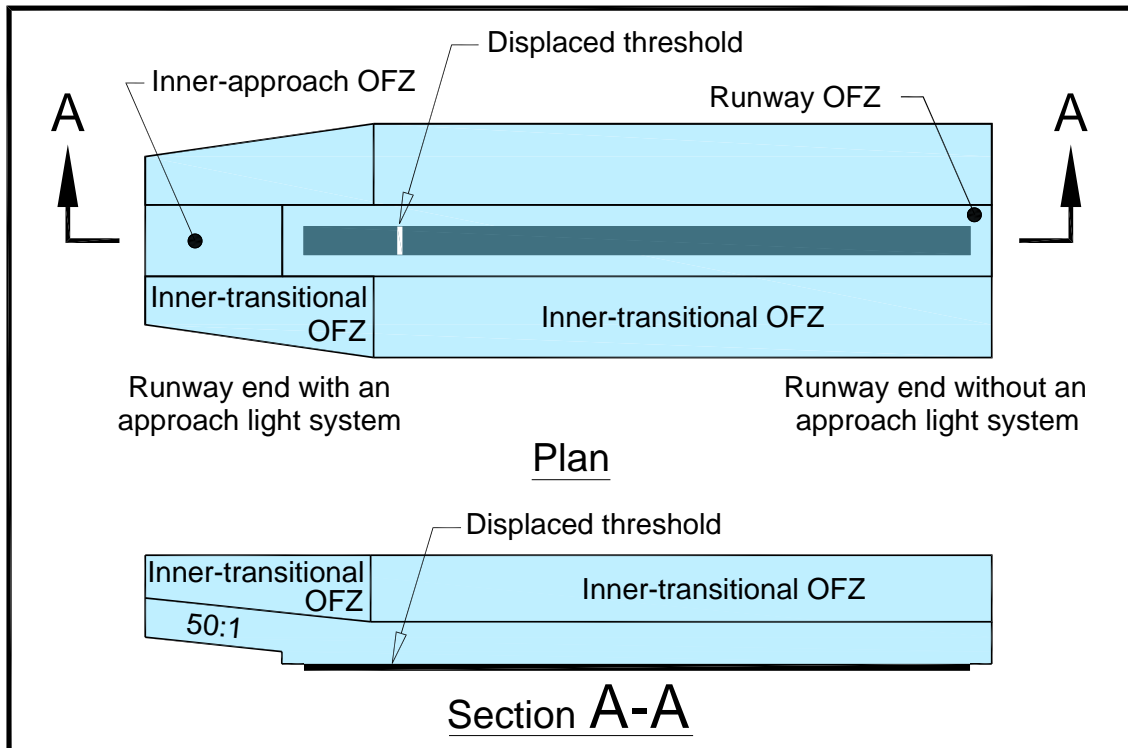 Displaced threshold
Inner-approach OFZ
Runway OFZ
A
A
Inner-transitional
OFZ
Inner-transitional OFZ
Runway end with an
approach light system
Runway end without an
approach light system
Plan
Displaced threshold
Inner-transitional
OFZ
Inner-transitional OFZ
50:1
Section A-A